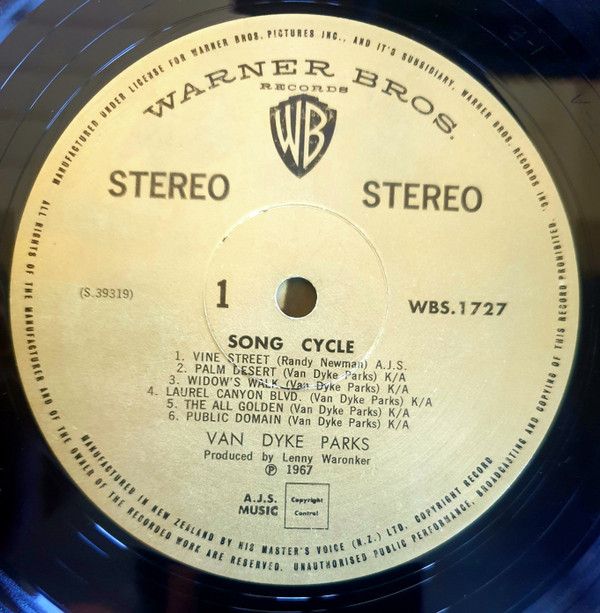 MANUFACTURED UNDER LICENSE FOR WARNER BROS. PICTURES INC., AND IT'S SUBSIDIARY, WARNER BROS. RECORDS INC.
WARNER BROS.
RECORDS
WB
STEREO STEREO
(S.39319) 1 WBS.1727
SONG CYCLE
1. VINE STREET (Randy Newman) A.J.S.
2. PALM DESERT (Van Dyke Parks) K/A
3. WIDOW'S WALK (Van Dyke Parks) K/A
4. LAUREL CANYON BLVD. (Van Dyke Parks) K/A
5. THE ALL GOLDEN (Van Dyke Parks) K/A
6. PUBLIC DOMAIN (Van Dyke Parks) K/A
VAN DYKE PARKS
Produced by Lenny Waronker
Ⓟ 1967
A.J.S.
MUSIC
Copyright
Control
MANUFACTURED IN NEW ZEALAND BY HIS MASTER'S VOICE (N.Z.) LTD. COPYRIGHT RECORD
ALL RIGHTS OF THE MANUFACTURER AND OF THE OWNER OF THE RECORDED WORK ARE RESERVED. UNAUTHORISED PUBLIC PERFORMANCE, BROADCASTING AND COPYING OF THIS RECORD PROHIBITED.